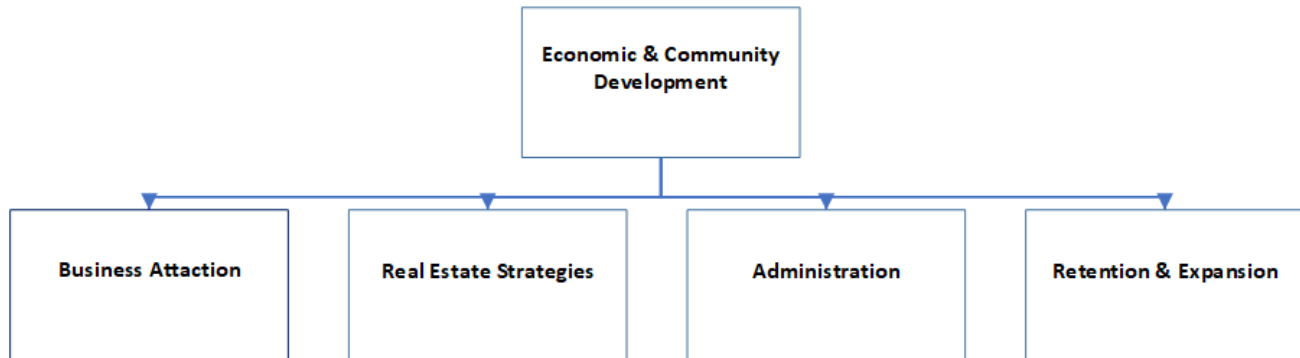 Economic & Community
Development
Business Attaction
Real Estate Strategies
Administration
Retention & Expansion